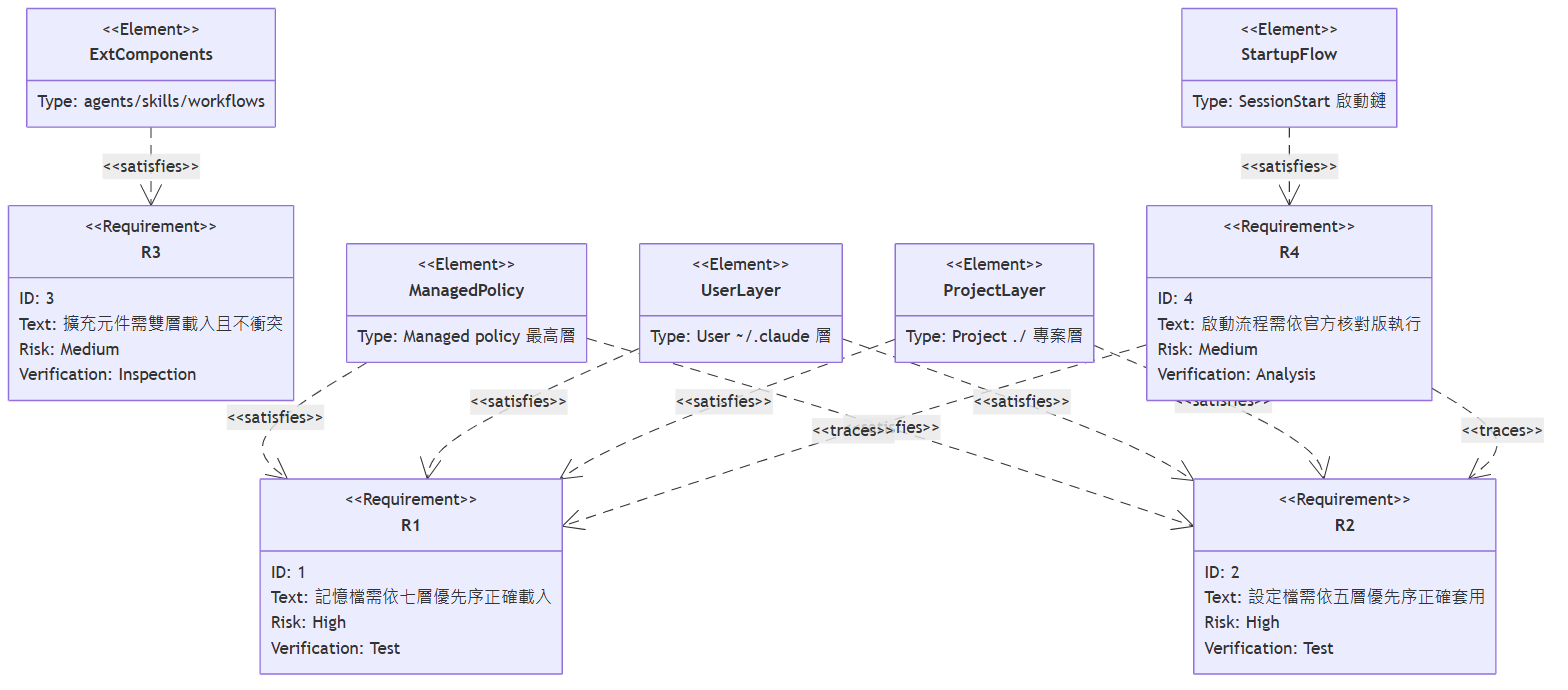 <<Element>>
ExtComponents
Type: agents/skills/workflows
<<Element>>
StartupFlow
Type: SessionStart 啟動鏈
<<satisfies>>
<<satisfies>>
<<Requirement>>
R3
ID: 3
Text: 擴充元件需雙層載入且不衝突
Risk: Medium
Verification: Inspection
<<Element>>
ManagedPolicy
Type: Managed policy 最高層
<<Element>>
UserLayer
Type: User ~/.claude 層
<<Element>>
ProjectLayer
Type: Project ./ 專案層
<<Requirement>>
R4
ID: 4
Text: 啟動流程需依官方核對版執行
Risk: Medium
Verification: Analysis
<<satisfies>>
<<satisfies>>
<<satisfies>>
<<traces>>
<<satisfies>>
<<satisfies>>
<<satisfies>>
<<traces>>
<<Requirement>>
R1
ID: 1
Text: 記憶檔需依七層優先序正確載入
Risk: High
Verification: Test
<<Requirement>>
R2
ID: 2
Text: 設定檔需依五層優先序正確套用
Risk: High
Verification: Test